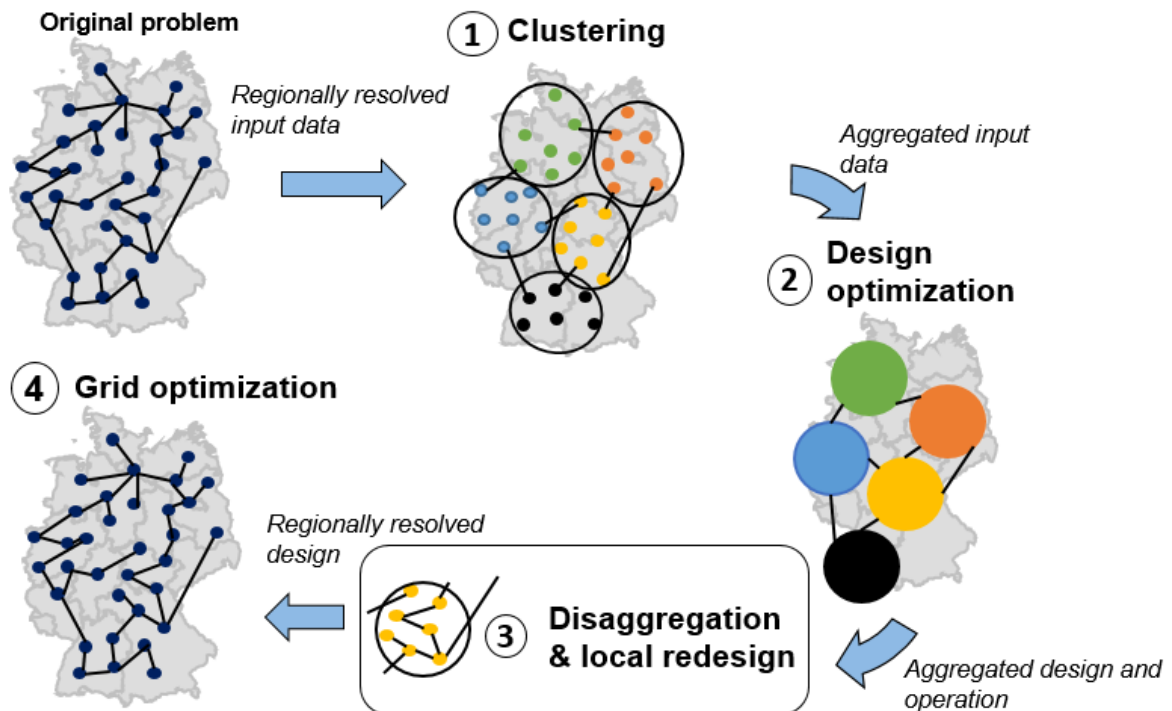 Original problem
Regionally resolved
input data
1 Clustering
Aggregated input
data
2 Design
optimization
Aggregated design and
operation
3 Disaggregation
& local redesign
Regionally resolved
design
4 Grid optimization